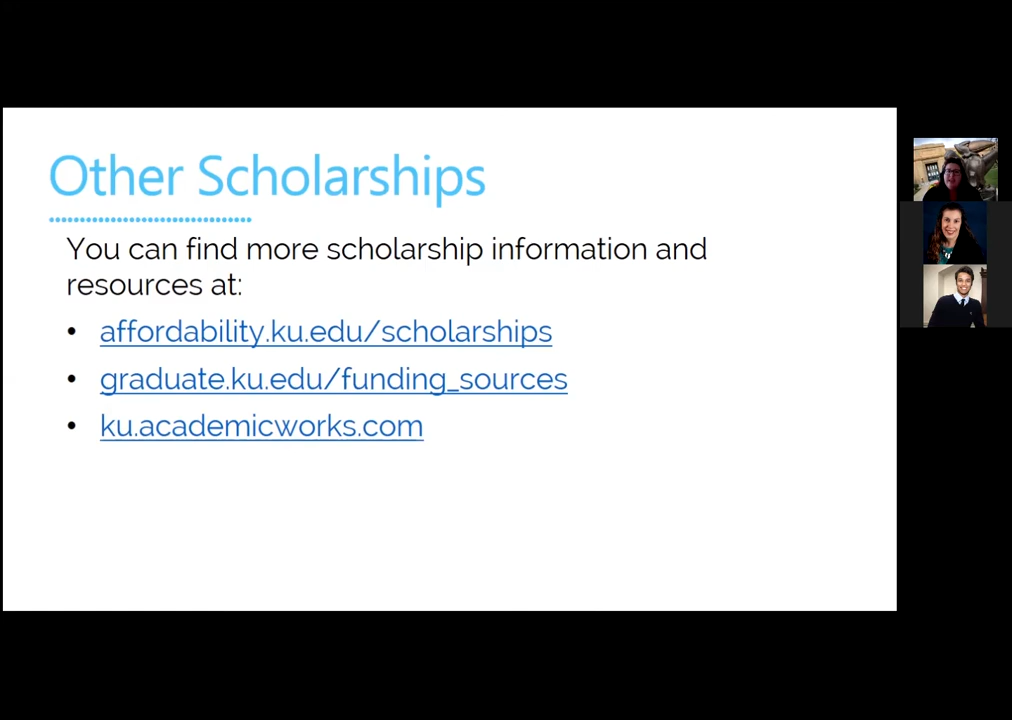 Other Scholarships
You can find more scholarship information and
resources at:
• affordability.ku.edu/scholarships
• graduate.ku.edu/funding_sources
• ku.academicworks.com